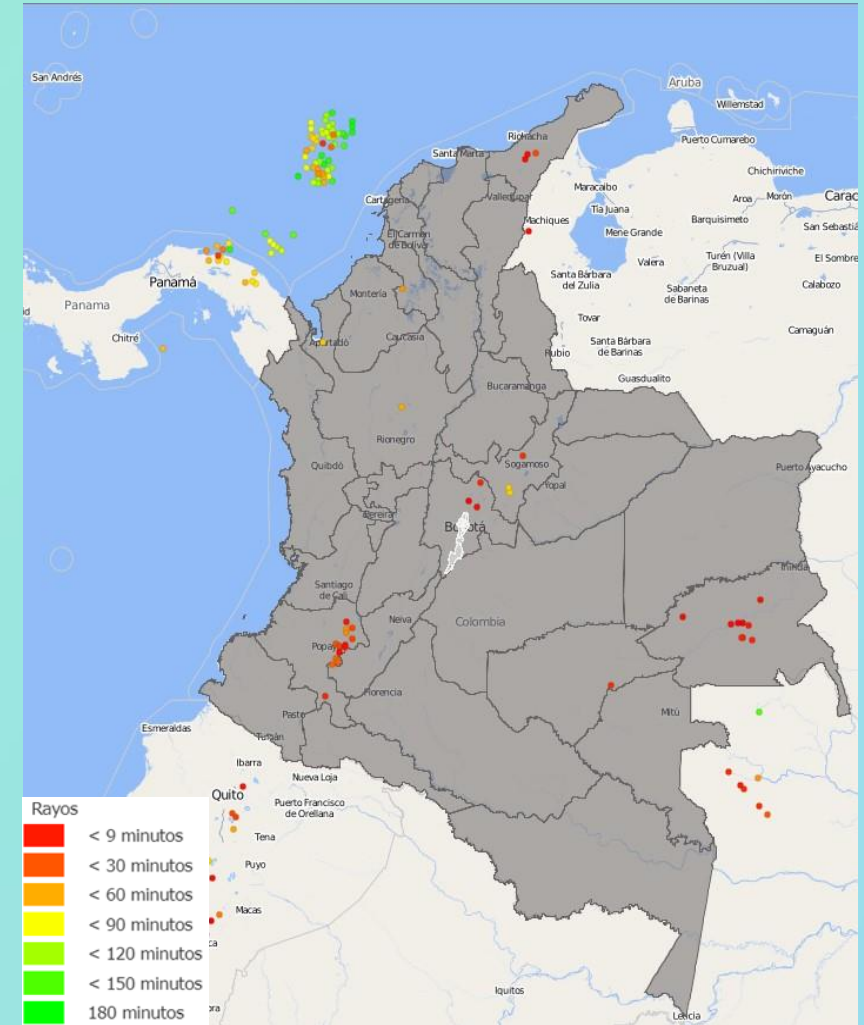 San Andrés
Aruba
Willemstad
Riohacha
Puerto Cumarebo
Santa Marta
Chichiriviche
Maracaibo
Cartagena
Valledupar
Aroa
Morón
Carac
Tía Juana
Machiques
Barquisimeto
El Carmen
de Bolívar
Mene Grande
San Sebastiá
Valera
Turén (Villa
Bruzual)
El Sombre
Panamá
Santa Bárbara
del Zulia
Calabozo
Montería
Sabaneta
de Barinas
Panama
Tovar
Camaguán
Chitré
Apartadó
Caucasia
Santa Bárbara
de Barinas
Rubio
Guasdualito
Bucaramanga
Rionegro
Quibdó
Sogamoso
Puerto Ayacucho
Yopal
Pereira
Bogotá
Inírida
Santiago
de Cali
Neiva
Colombia
Popayán
Florencia
Mitú
Pasto
Esmeraldas
Tulcán
Ibarra
Nueva Loja
Quito
Puerto Francisco
de Orellana
Tena
Puyo
Macas
Iquitos
Leticia
Rayos
< 9 minutos
< 30 minutos
< 60 minutos
< 90 minutos
< 120 minutos
< 150 minutos
180 minutos